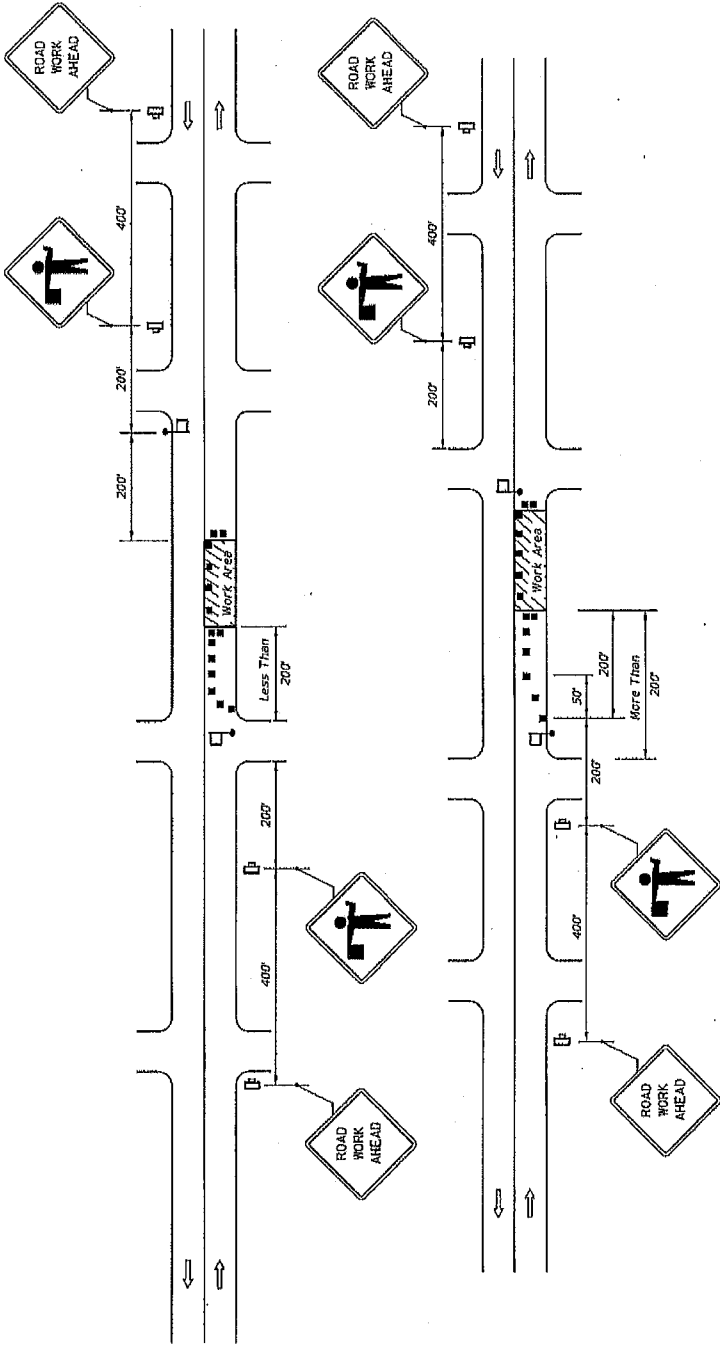 ROAD
WORK
AHEAD
400'
200'
200'
Work Area
Less Than
200'
200'
400'
ROAD
WORK
AHEAD
ROAD
WORK
AHEAD
400'
200'
Work Area
200'
More Than
200'
50'
200'
400'
ROAD
WORK
AHEAD